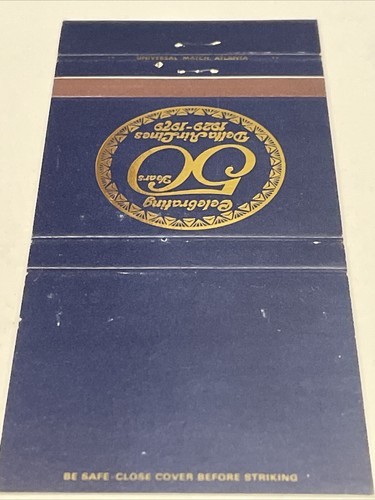 UNIVERSAL MATCH, ATLANTA
Celebrating
50
Years
Delta Air Lines
1929-1979
BE SAFE-CLOSE COVER BEFORE STRIKING